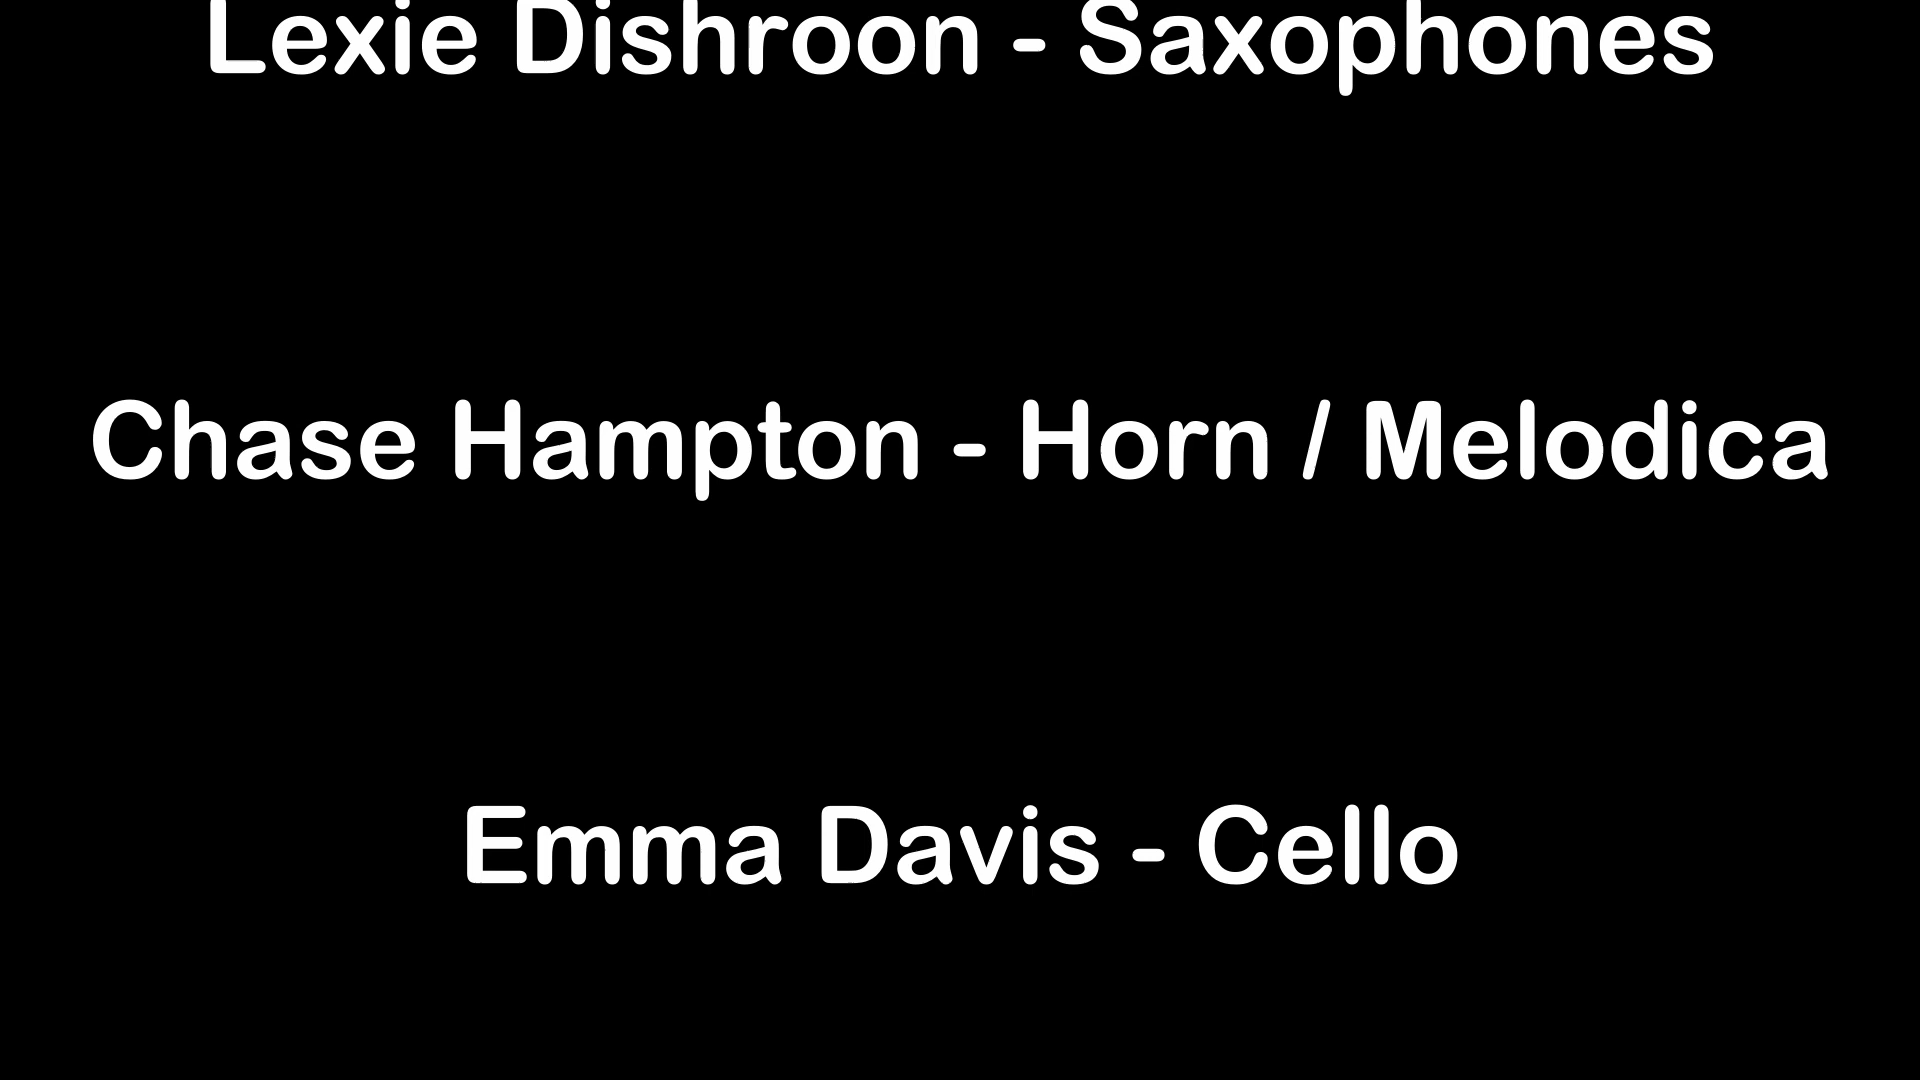 Lexie Dishroon - Saxophones
Chase Hampton - Horn / Melodica
Emma Davis - Cello